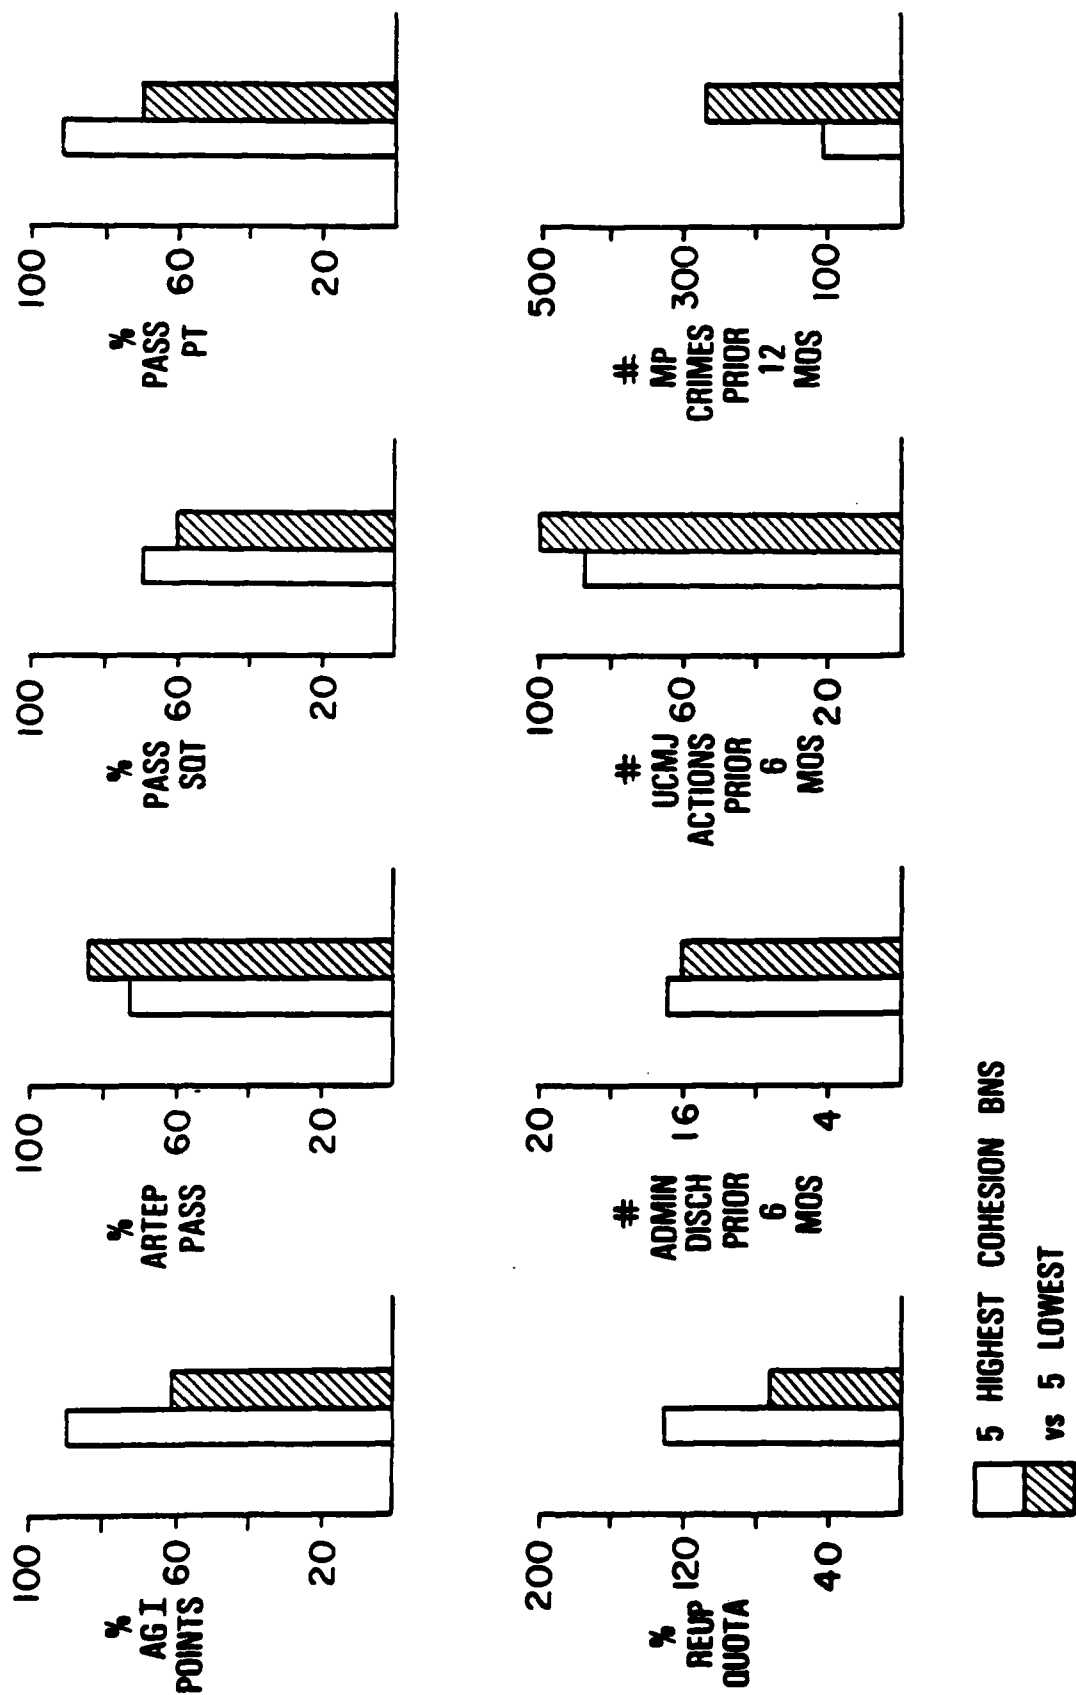 100
60
20
%
AGI
POINTS
100
60
20
%
ARTEP
PASS
100
60
20
%
PASS
SQT
100
60
20
%
PASS
PT
200
120
40
%
REUP
QUOTA
20
16
4
#
ADMIN
DISCH
PRIOR
6
MOS
100
60
20
#
UCMJ
ACTIONS
PRIOR
6
MOS
500
300
100
#
MP
CRIMES
PRIOR
12
MOS
5 HIGHEST COHESION BNS
vs 5 LOWEST